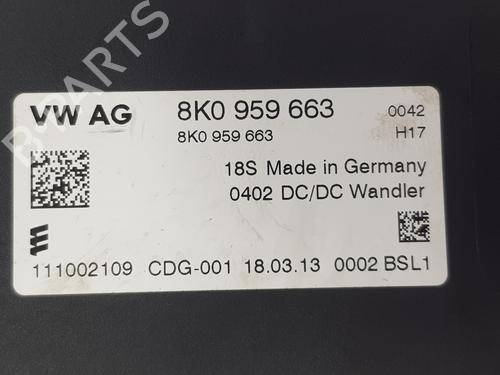 B-PARTS
VW AG 8K0 959 663 0042
8K0 959 663 H17
18S Made in Germany
0402 DC/DC Wandler
111002109 CDG-001 18.03.13 0002 BSL1